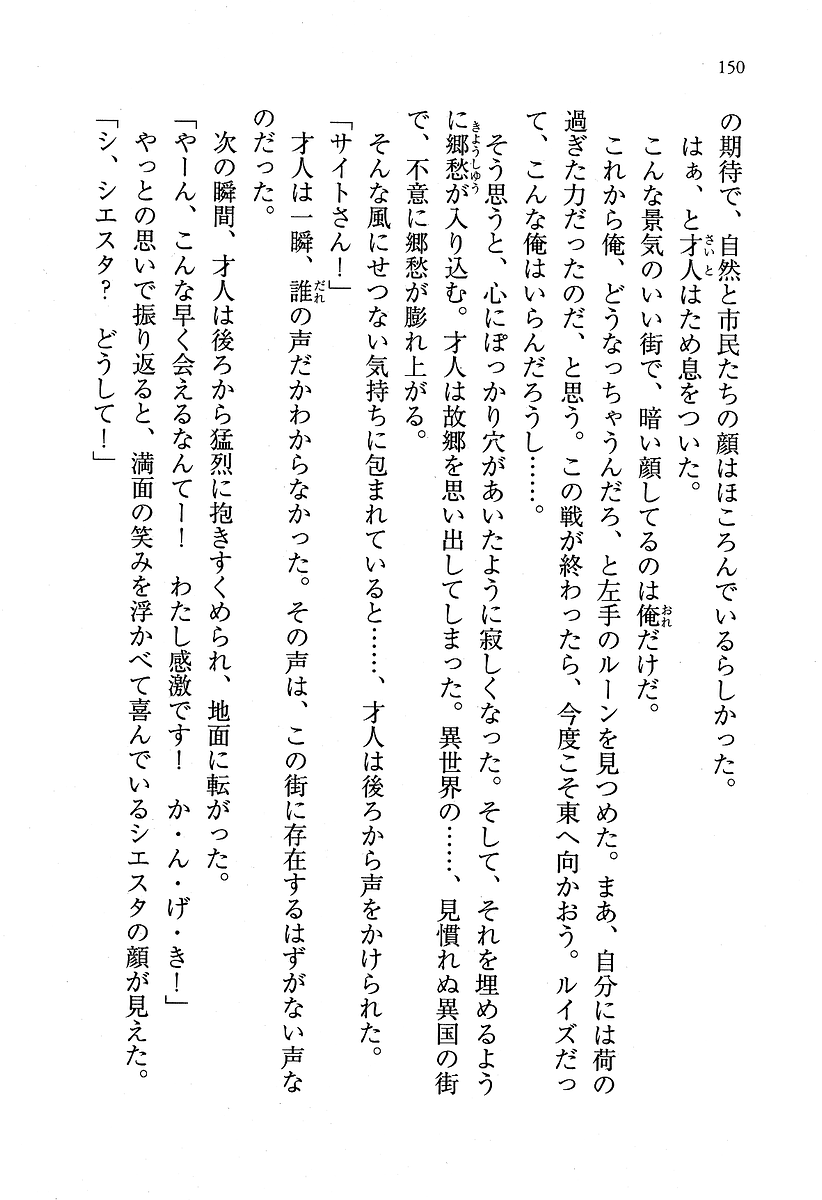 150
の期待で、自然と市民たちの顔はほころんでいるらしかった。
はぁ、と才人はため息をついた。
こんな景気のいい街で、暗い顔してるのは俺だけだ。
これから俺、どうなっちゃうんだろ、と左手のルーンを見つめた。まあ、自分には荷の
過ぎた力だったのだ、と思う。この戦が終わったら、今度こそ東へ向かおう。ルイズだっ
て、こんな俺はいらんだろうし……。
そう思うと、心にぽっかり穴があいたように寂しくなった。そして、それを埋めるよう
に郷愁が入り込む。才人は故郷を思い出してしまった。異世界の……、見慣れぬ異国の街
で、不意に郷愁が膨れ上がる。
そんな風にせつない気持ちに包まれていると……、才人は後ろから声をかけられた。
「サイトさん！」
才人は一瞬、誰の声だかわからなかった。その声は、この街に存在するはずがない声な
のだった。
次の瞬間、才人は後ろから猛烈に抱きすくめられ、地面に転がった。
「やーん、こんな早く会えるなんてー！　わたし感激です！　か・ん・げ・き！」
やっとの思いで振り返ると、満面の笑みを浮かべて喜んでいるシエスタの顔が見えた。
「シ、シエスタ？　どうして！」